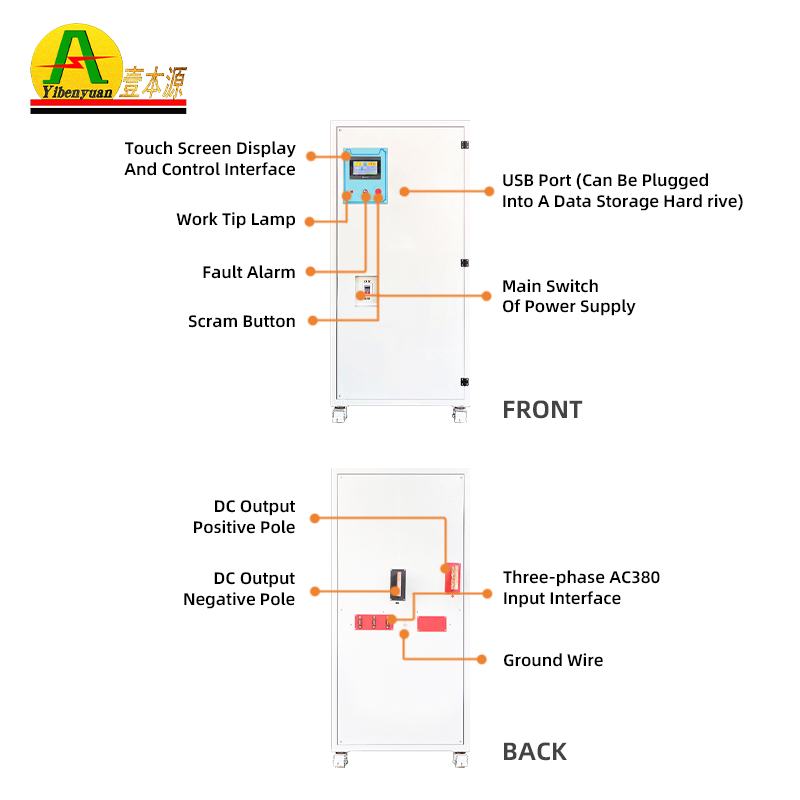 A
Yibenyuan
壹本源
Touch Screen Display
And Control Interface
USB Port (Can Be Plugged
Into A Data Storage Hard rive)
Work Tip Lamp
Fault Alarm
Main Switch
Of Power Supply
Scram Button
FRONT
DC Output
Positive Pole
DC Output
Negative Pole
Three-phase AC380
Input Interface
Ground Wire
BACK